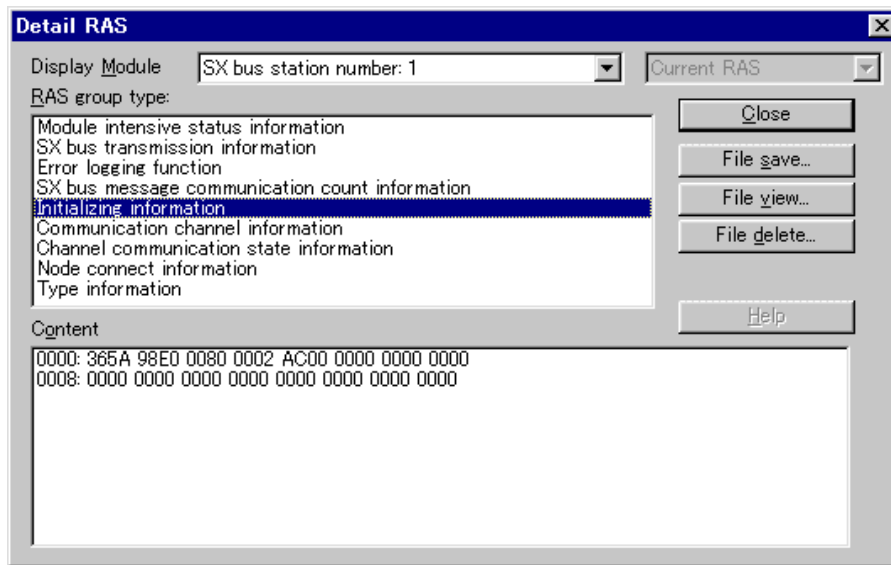 Detail RAS
Display Module SX bus station number: 1 Current RAS
RAS group type:
Close
Module intensive status information
SX bus transmission information
Error logging function
SX bus message communication count information
Initializing information
Communication channel information
Channel communication state information
Node connect information
Type information
File save...
File view...
File delete...
Help
Content
0000: 365A 98E0 0080 0002 AC00 0000 0000 0000
0008: 0000 0000 0000 0000 0000 0000 0000 0000